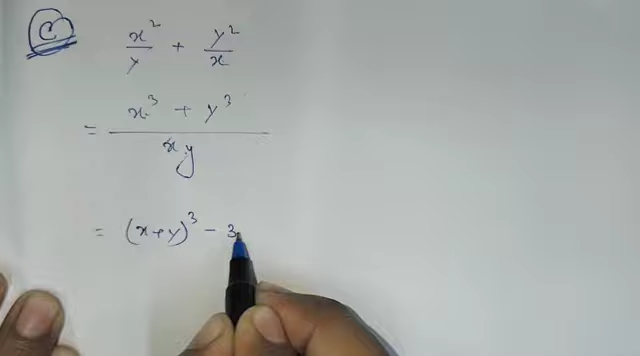 C
x²/y + y²/x
= x³ + y³ / xy
= (x+y)³ - 3